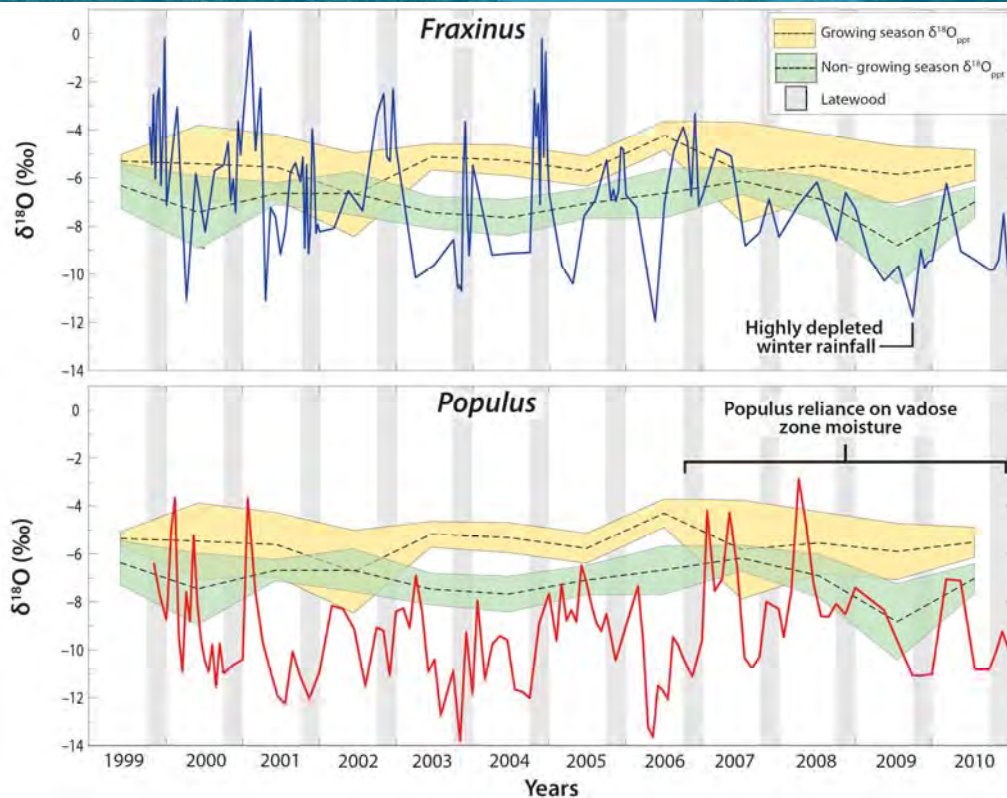 Fraxinus
Growing season δ¹⁸Oₚₚₜ
Non- growing season δ¹⁸Oₚₚₜ
Latewood
δ¹⁸O (‰)
0
−2
−4
−6
−8
−10
−12
−14
Highly depleted
winter rainfall
Populus
Populus reliance on vadose
zone moisture
δ¹⁸O (‰)
0
−2
−4
−6
−8
−10
−12
−14
1999 2000 2001 2002 2003 2004 2005 2006 2007 2008 2009 2010
Years